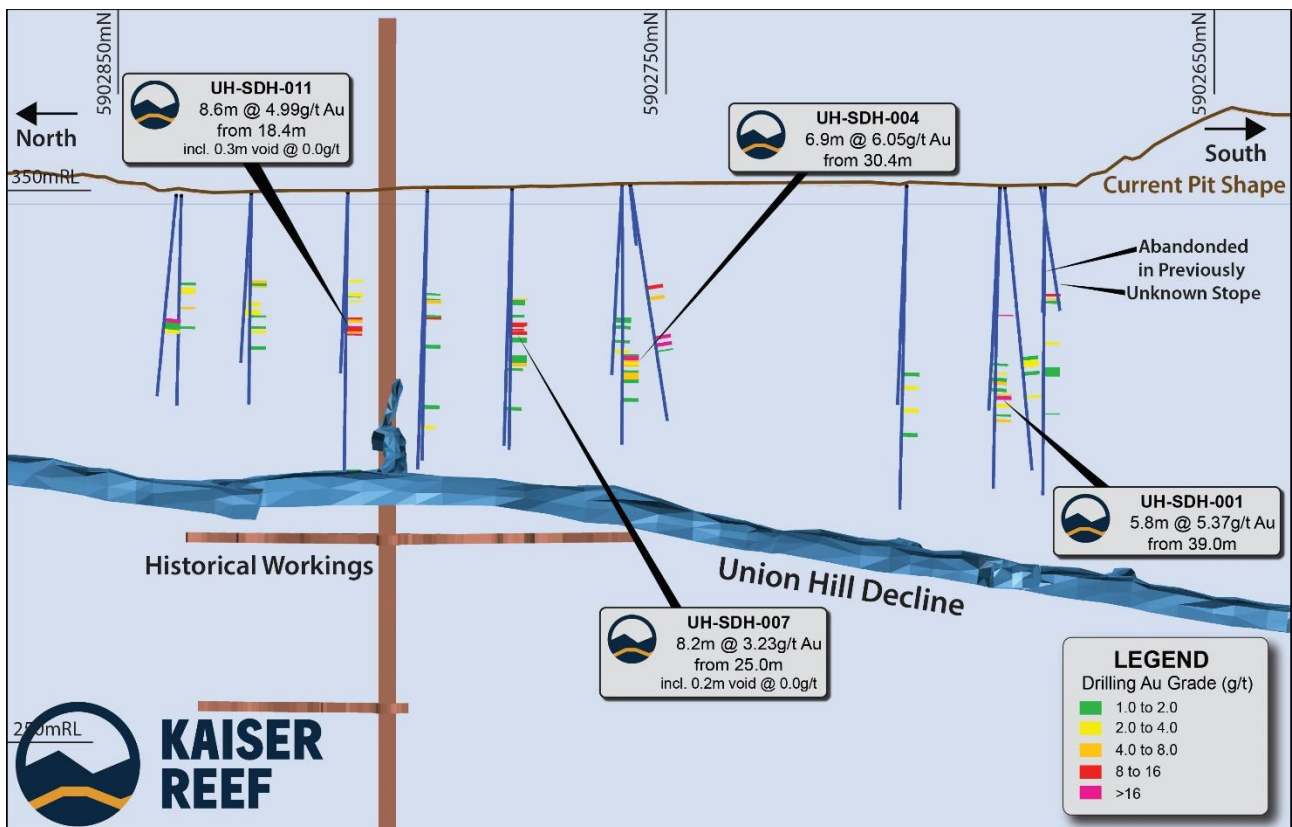 5902850mN
5902750mN
5902650mN
UH-SDH-011
8.6m @ 4.99g/t Au
from 18.4m
incl. 0.3m void @ 0.0g/t
UH-SDH-004
6.9m @ 6.05g/t Au
from 30.4m
North
South
350mRL
Current Pit Shape
Abandonded
in Previously
Unknown Stope
UH-SDH-001
5.8m @ 5.37g/t Au
from 39.0m
Historical Workings
Union Hill Decline
UH-SDH-007
8.2m @ 3.23g/t Au
from 25.0m
incl. 0.2m void @ 0.0g/t
250mRL
KAISER
REEF
LEGEND
Drilling Au Grade (g/t)
1.0 to 2.0
2.0 to 4.0
4.0 to 8.0
8 to 16
>16